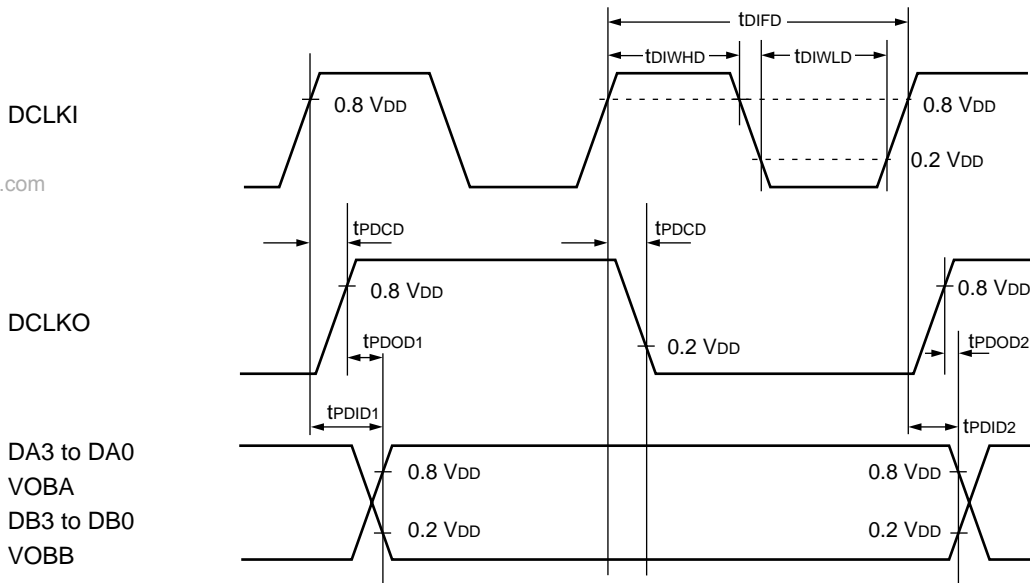 tDIFD
tDIWHD
tDIWLD
DCLKI
0.8 VDD
0.8 VDD
0.2 VDD
.com
tPDCD
tPDCD
0.8 VDD
0.8 VDD
DCLKO
0.2 VDD
tPDOD1
tPDOD2
tPDID1
tPDID2
DA3 to DA0
0.8 VDD
0.8 VDD
VOBA
DB3 to DB0
0.2 VDD
0.2 VDD
VOBB